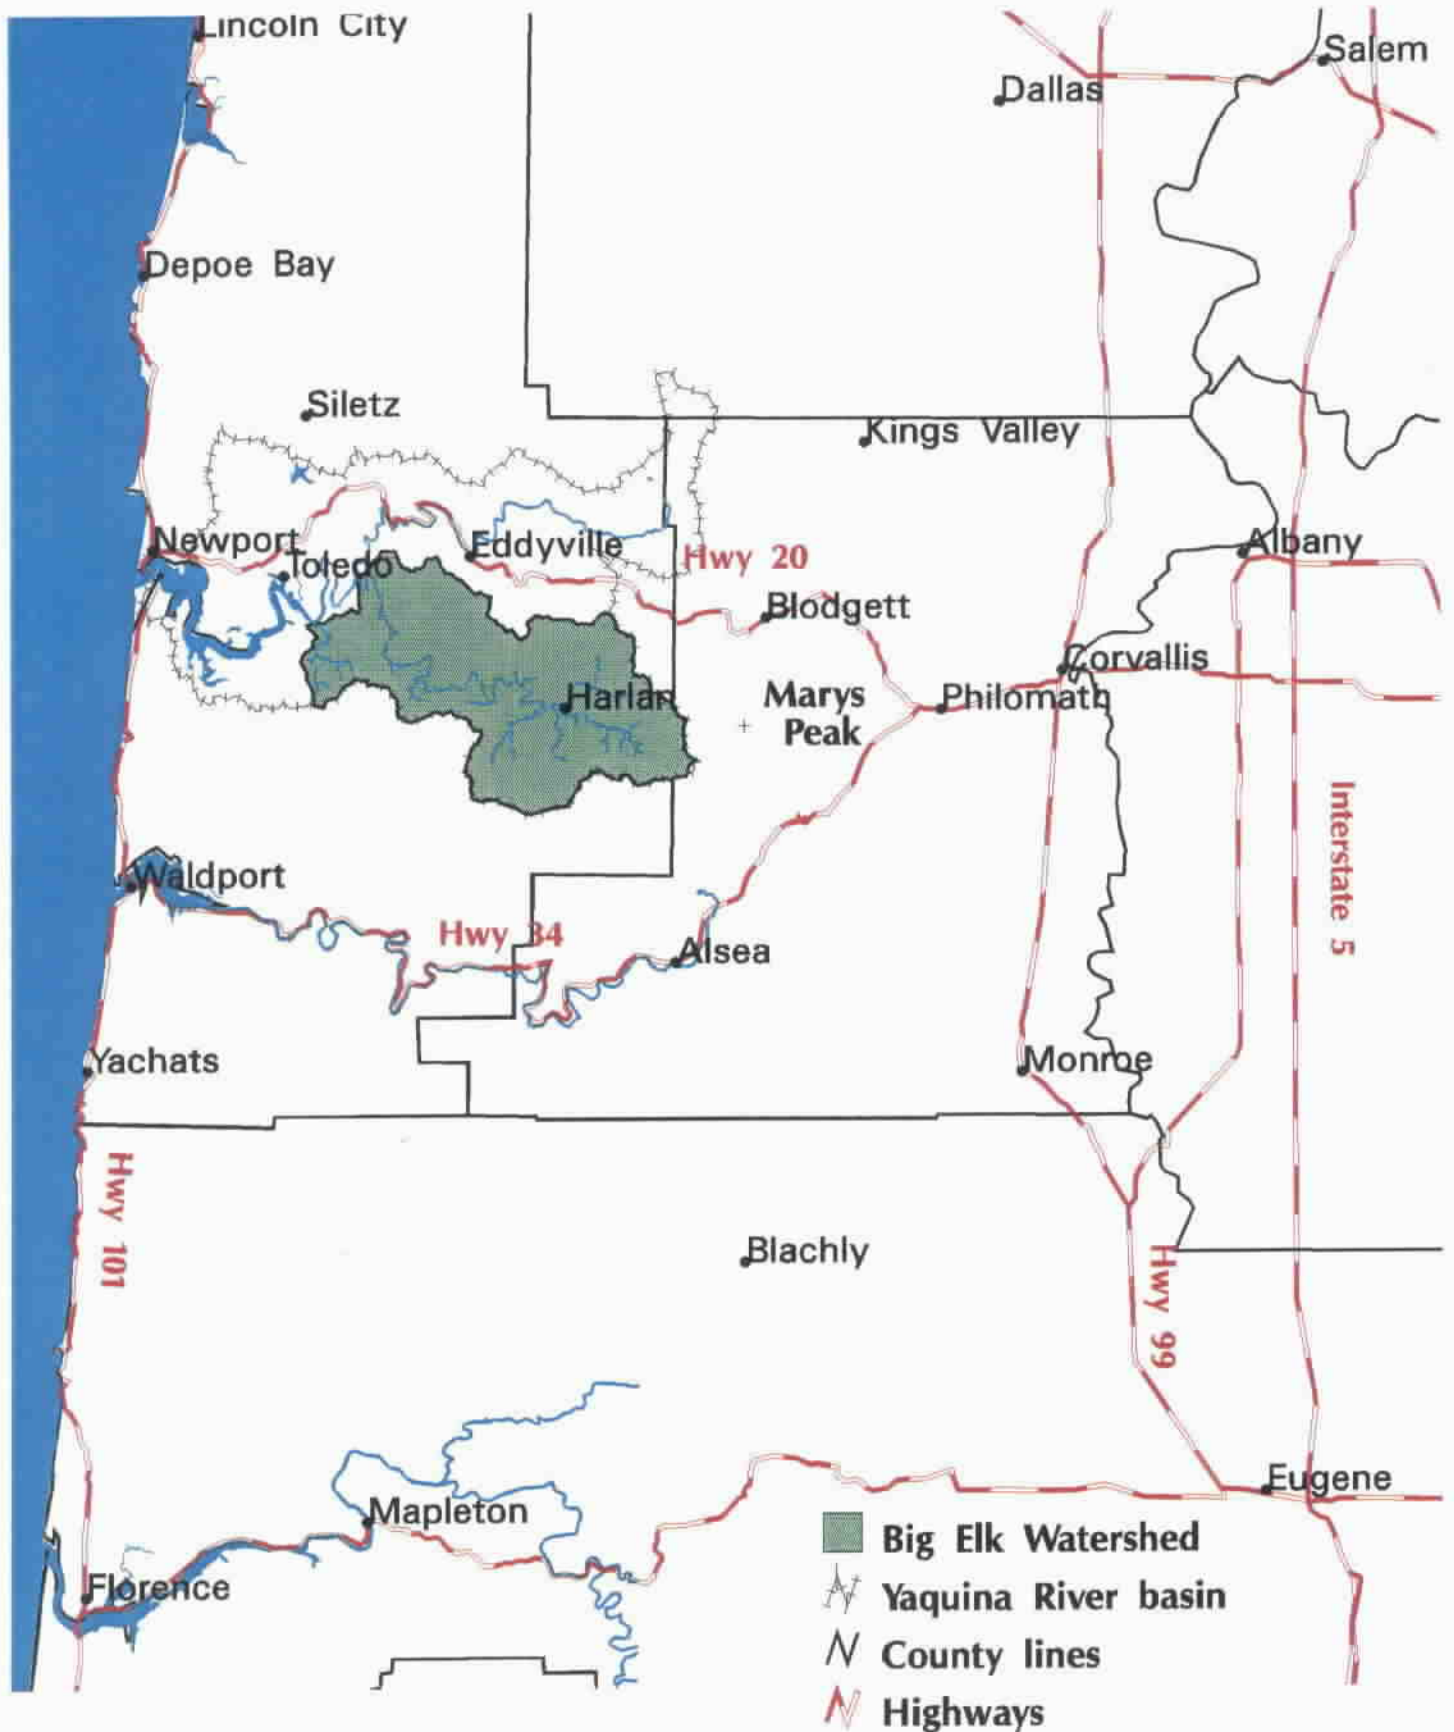 Lincoln City
Salem
Dallas
Depoe Bay
Siletz
Kings Valley
Newport
Toledo
Eddyville
Hwy 20
Albany
Blodgett
Corvallis
Harlan
Marys
Peak
Philomath
Interstate 5
Waldport
Hwy 34
Alsea
Yachats
Monroe
Hwy 101
Blachly
Hwy 99
Eugene
Mapleton
Florence
Big Elk Watershed
Yaquina River basin
County lines
Highways